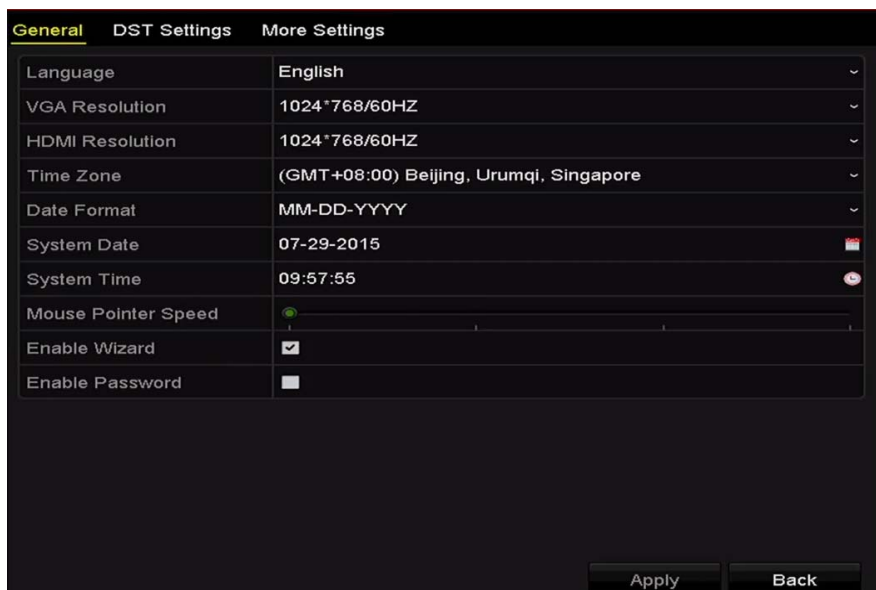 General DST Settings More Settings
Language English
VGA Resolution 1024*768/60HZ
HDMI Resolution 1024*768/60HZ
Time Zone (GMT+08:00) Beijing, Urumqi, Singapore
Date Format MM-DD-YYYY
System Date 07-29-2015
System Time 09:57:55
Mouse Pointer Speed
Enable Wizard
Enable Password
Apply Back